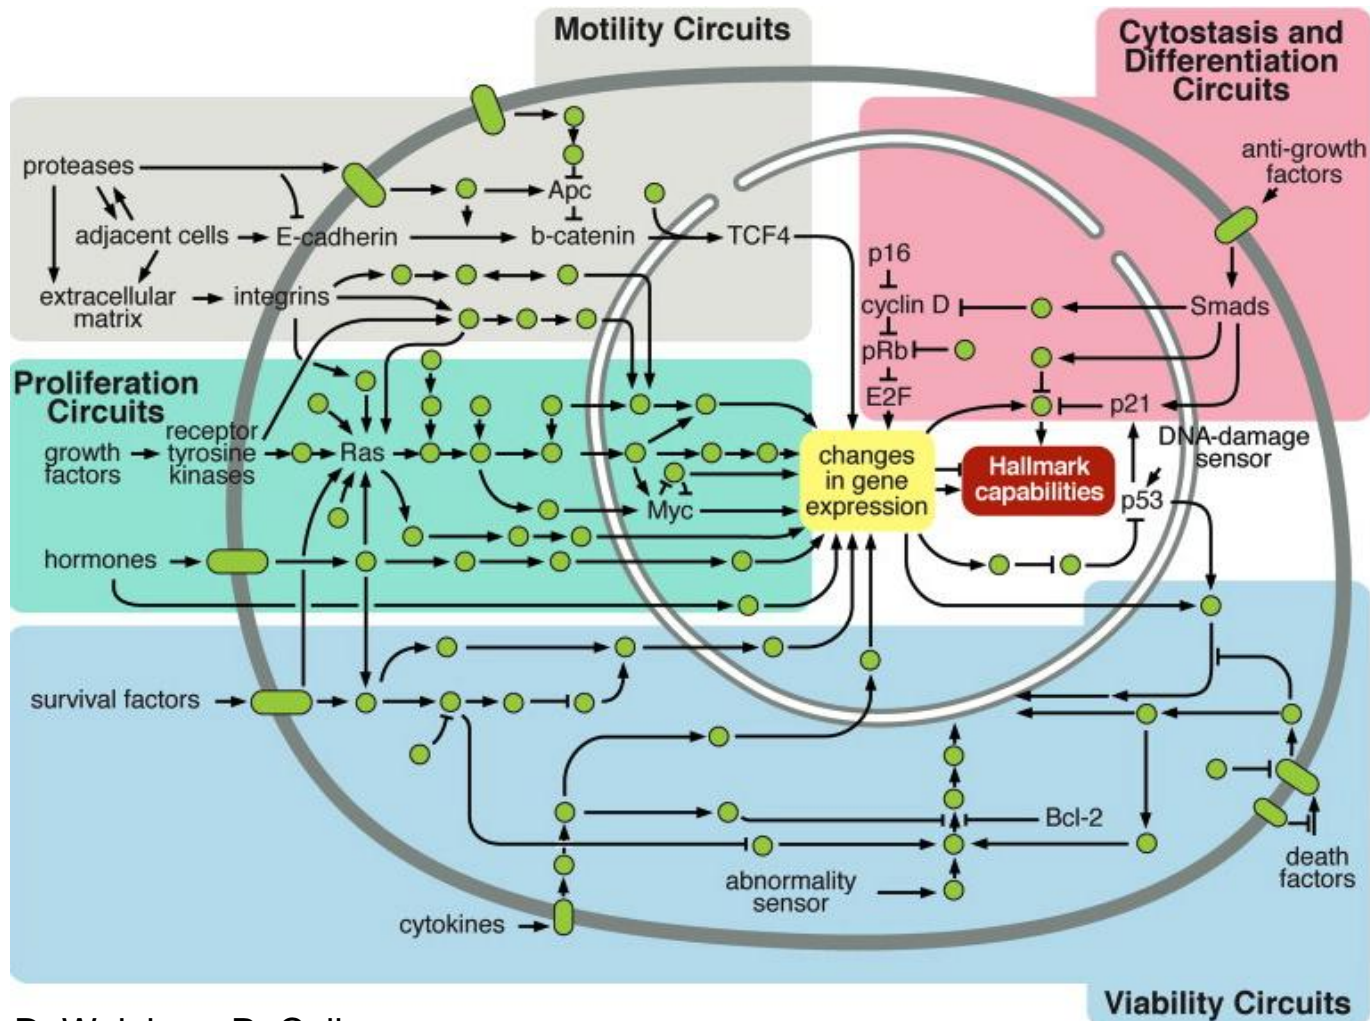 Motility Circuits
Cytostasis and
Differentiation
Circuits
anti-growth
factors
proteases
Apc
adjacent cells
E-cadherin
b-catenin
TCF4
p16
extracellular
matrix
integrins
cyclin D
Smads
pRb
E2F
p21
Proliferation
Circuits
growth
factors
receptor
tyrosine
kinases
Ras
changes
in gene
expression
Hallmark
capabilities
DNA-damage
sensor
p53
Myc
hormones
survival factors
Bcl-2
death
factors
abnormality
sensor
cytokines
Viability Circuits